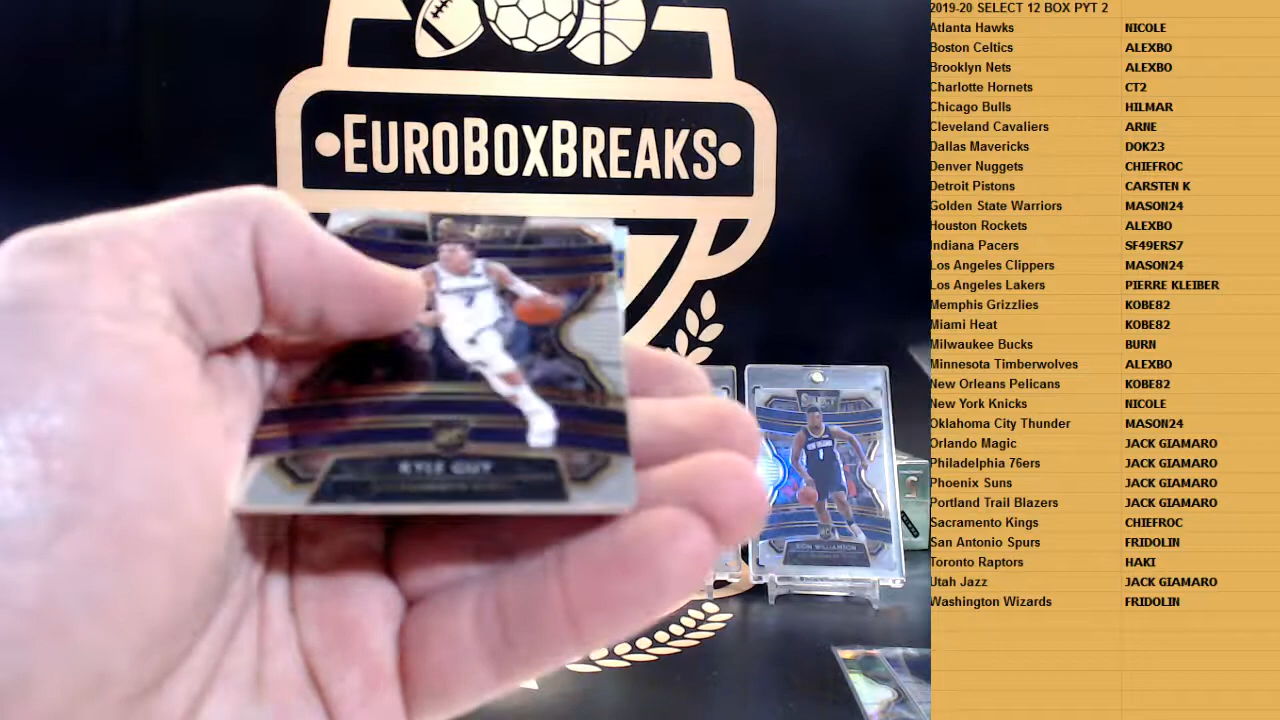 2019-20 SELECT 12 BOX PYT 2
Atlanta Hawks NICOLE
Boston Celtics ALEXBO
Brooklyn Nets ALEXBO
Charlotte Hornets CT2
Chicago Bulls HILMAR
Cleveland Cavaliers ARNE
Dallas Mavericks DOK23
Denver Nuggets CHIEFROC
Detroit Pistons CARSTEN K
Golden State Warriors MASON24
Houston Rockets ALEXBO
Indiana Pacers SF49ERS7
Los Angeles Clippers MASON24
Los Angeles Lakers PIERRE KLEIBER
Memphis Grizzlies KOBE82
Miami Heat KOBE82
Milwaukee Bucks BURN
Minnesota Timberwolves ALEXBO
New Orleans Pelicans KOBE82
New York Knicks NICOLE
Oklahoma City Thunder MASON24
Orlando Magic JACK GIAMARO
Philadelphia 76ers JACK GIAMARO
Phoenix Suns JACK GIAMARO
Portland Trail Blazers JACK GIAMARO
Sacramento Kings CHIEFROC
San Antonio Spurs FRIDOLIN
Toronto Raptors HAKI
Utah Jazz JACK GIAMARO
Washington Wizards FRIDOLIN
EUROBOXBREAKS
KYLE GUY
SELECT
ZION WILLIAMSON